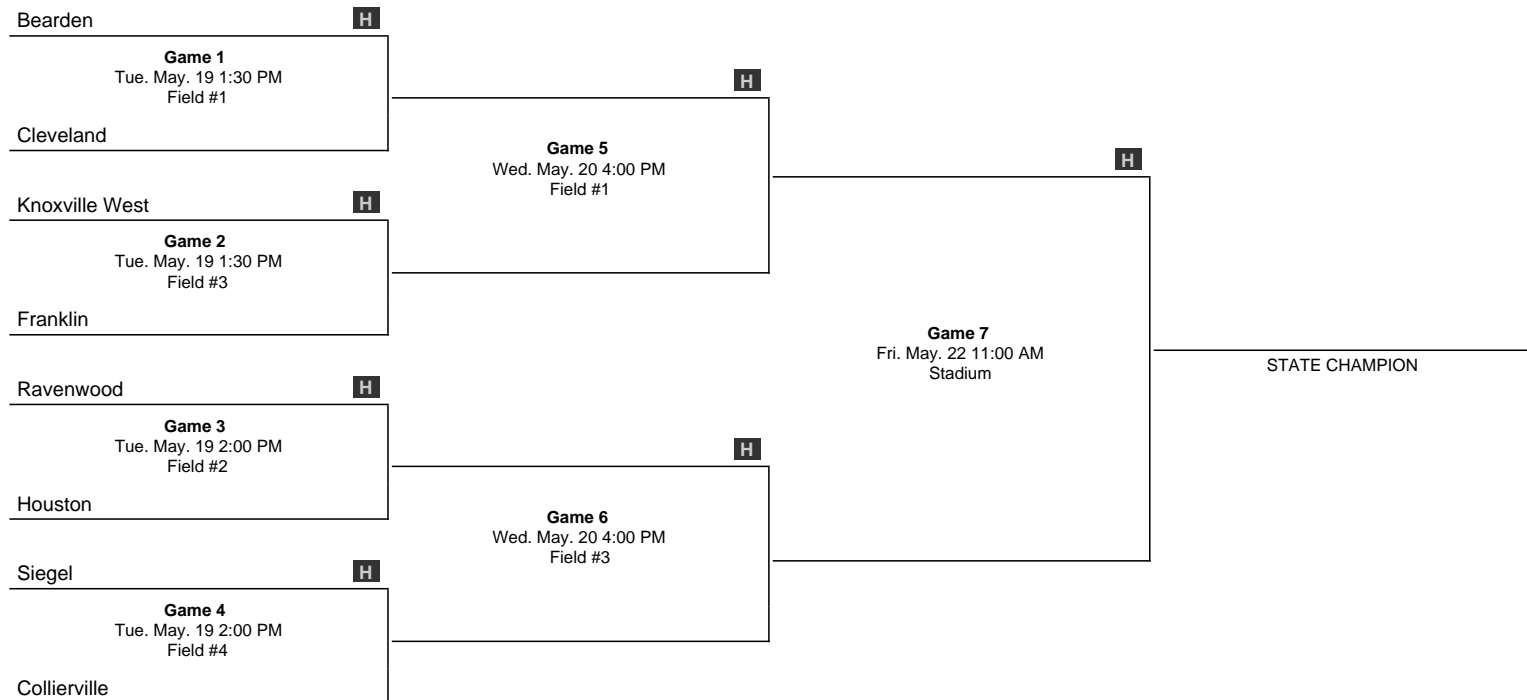 Bearden H
Game 1
Tue. May. 19 1:30 PM
Field #1
Cleveland
Knoxville West H
Game 2
Tue. May. 19 1:30 PM
Field #3
Franklin
Ravenwood H
Game 3
Tue. May. 19 2:00 PM
Field #2
Houston
Siegel H
Game 4
Tue. May. 19 2:00 PM
Field #4
Collierville
H
Game 5
Wed. May. 20 4:00 PM
Field #1
H
Game 6
Wed. May. 20 4:00 PM
Field #3
H
Game 7
Fri. May. 22 11:00 AM
Stadium
STATE CHAMPION